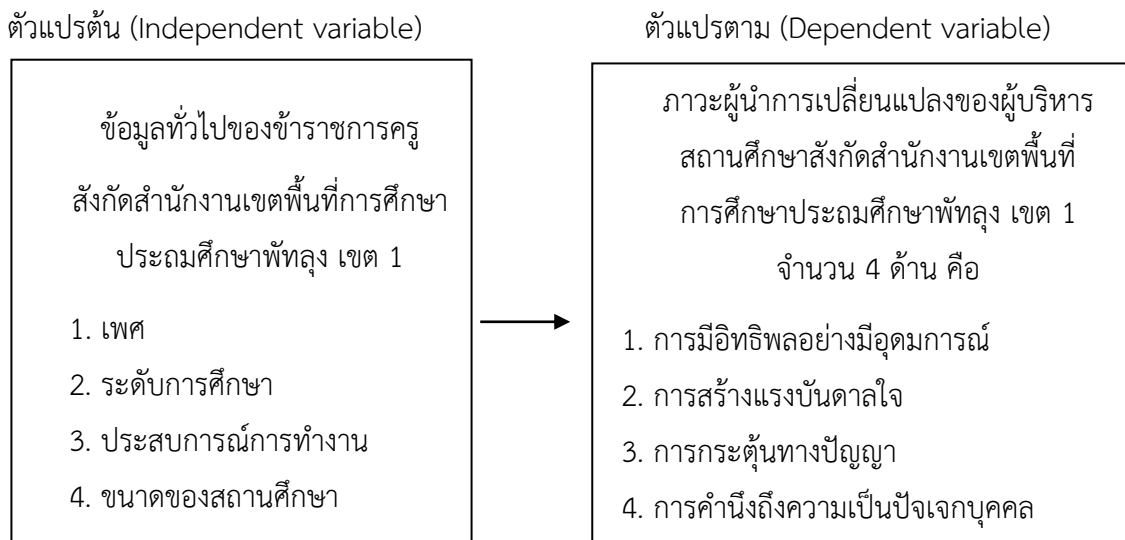 ตัวแปรต้น (Independent variable)
ข้อมูลทั่วไปของข้าราชการครู
สังกัดสำนักงานเขตพื้นที่การศึกษา
ประถมศึกษาพัทลุง เขต 1
1. เพศ
2. ระดับการศึกษา
3. ประสบการณ์การทำงาน
4. ขนาดของสถานศึกษา
ตัวแปรตาม (Dependent variable)
ภาวะผู้นำการเปลี่ยนแปลงของผู้บริหาร
สถานศึกษาสังกัดสำนักงานเขตพื้นที่
การศึกษาประถมศึกษาพัทลุง เขต 1
จำนวน 4 ด้าน คือ
1. การมีอิทธิพลอย่างมีอุดมการณ์
2. การสร้างแรงบันดาลใจ
3. การกระตุ้นทางปัญญา
4. การคำนึงถึงความเป็นปัจเจกบุคคล